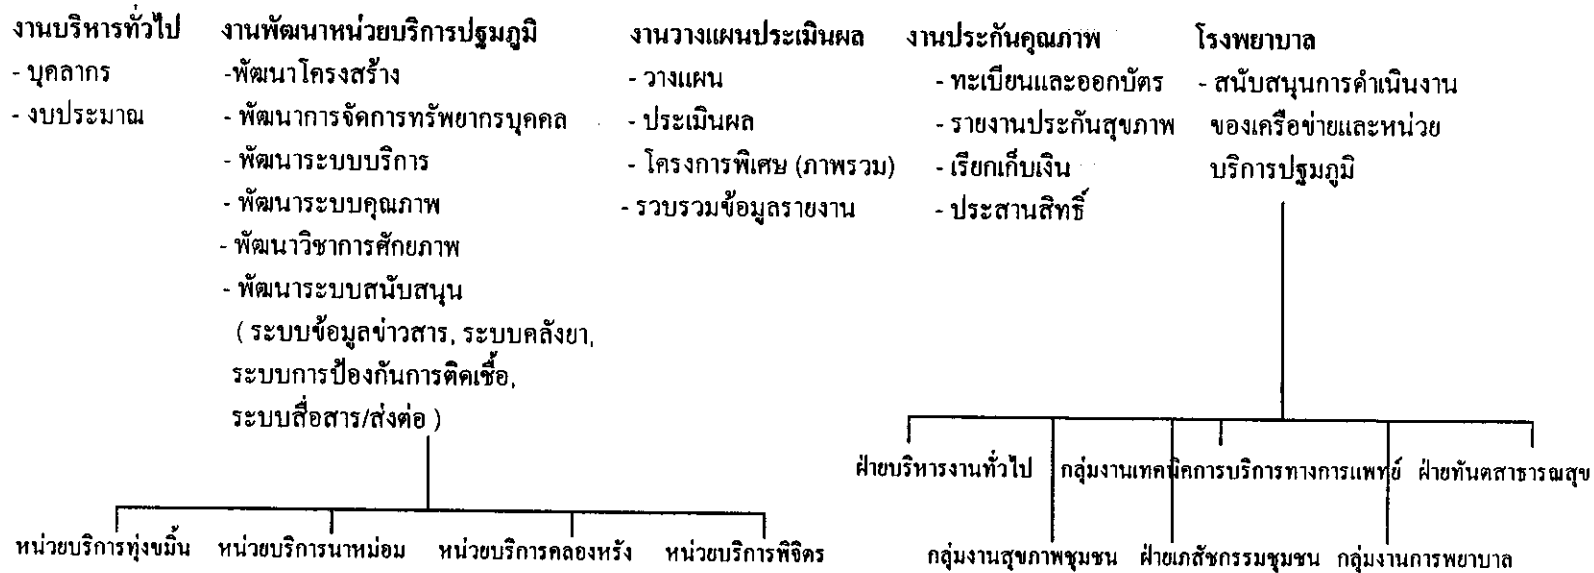 งานบริหารทั่วไป
- บุคลากร
- งบประมาณ
งานพัฒนาหน่วยบริการปฐมภูมิ
-พัฒนาโครงสร้าง
- พัฒนาการจัดการทรัพยากรบุคคล
- พัฒนาระบบบริการ
- พัฒนาระบบคุณภาพ
- พัฒนาวิชาการศักยภาพ
- พัฒนาระบบสนับสนุน
( ระบบข้อมูลข่าวสาร, ระบบคลังยา,
ระบบการป้องกันการติดเชื้อ,
ระบบสื่อสาร/ส่งต่อ )
งานวางแผนประเมินผล
- วางแผน
- ประเมินผล
- โครงการพิเศษ (ภาพรวม)
- รวบรวมข้อมูลรายงาน
งานประกันคุณภาพ
- ทะเบียนและออกบัตร
- รายงานประกันสุขภาพ
- เรียกเก็บเงิน
- ประสานสิทธิ์
โรงพยาบาล
- สนับสนุนการดำเนินงาน
ของเครือข่ายและหน่วย
บริการปฐมภูมิ
หน่วยบริการทุ่งขมิ้น
หน่วยบริการนาหม่อม
หน่วยบริการคลองหรัง
หน่วยบริการพิจิตร
ฝ่ายบริหารงานทั่วไป
กลุ่มงานเทคนิคการบริการทางการแพทย์
ฝ่ายทันตสาธารณสุข
กลุ่มงานสุขภาพชุมชน
ฝ่ายเภสัชกรรมชุมชน
กลุ่มงานการพยาบาล